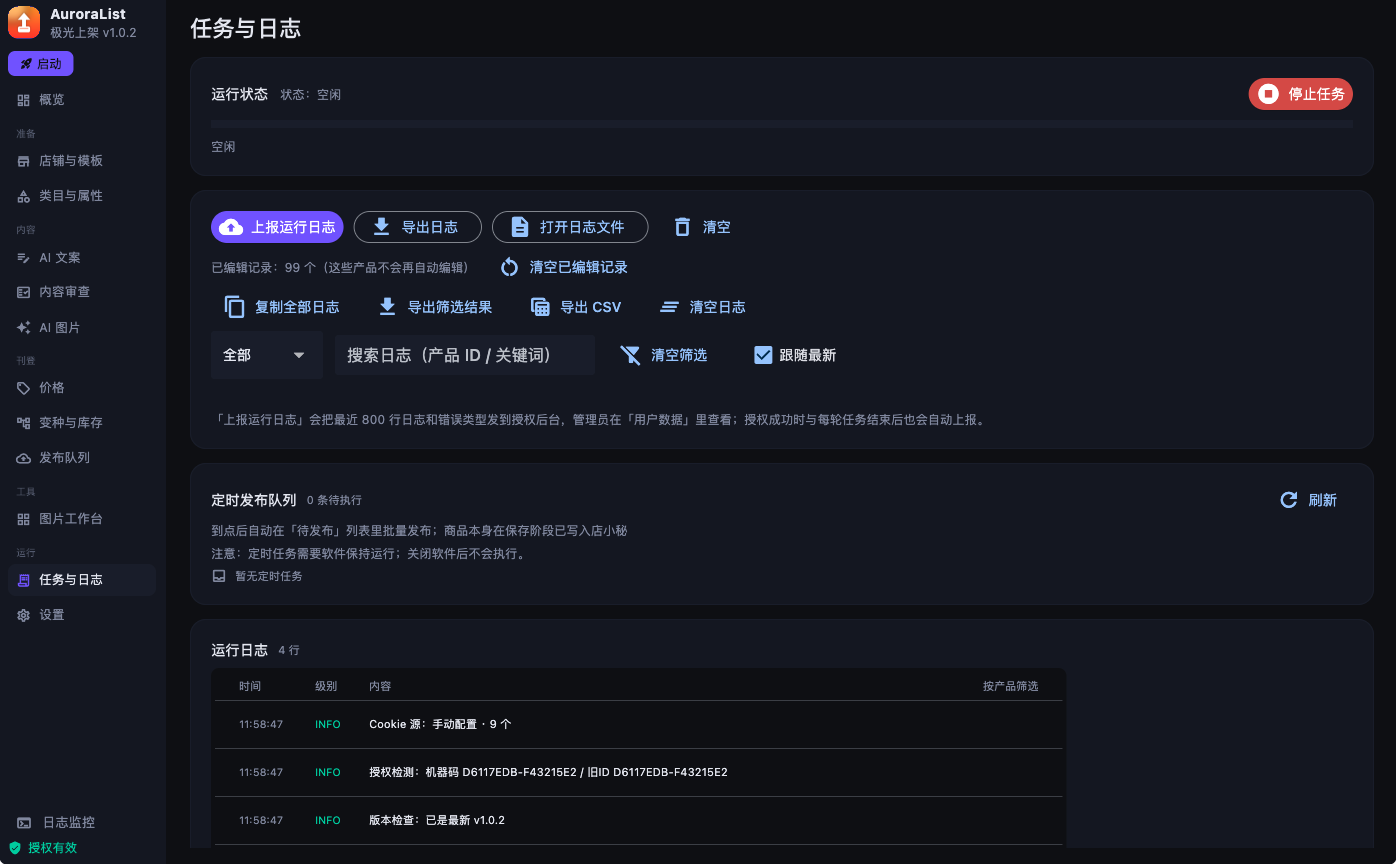 AuroraList
极光上架 v1.0.2
启动
概览
准备
店铺与模板
类目与属性
内容
AI 文案
内容审查
AI 图片
刊登
价格
变种与库存
发布队列
工具
图片工作台
运行
任务与日志
设置
日志监控
授权有效
任务与日志
运行状态 状态：空闲
停止任务
空闲
上报运行日志 导出日志 打开日志文件 清空
已编辑记录：99 个（这些产品不会再自动编辑） 清空已编辑记录
复制全部日志 导出筛选结果 导出 CSV 清空日志
全部 搜索日志（产品 ID / 关键词） 清空筛选 跟随最新
「上报运行日志」会把最近 800 行日志和错误类型发到授权后台，管理员在「用户数据」里查看；授权成功时与每轮任务结束后也会自动上报。
定时发布队列 0 条待执行
刷新
到点后自动在「待发布」列表里批量发布；商品本身在保存阶段已写入店小秘
注意：定时任务需要软件保持运行；关闭软件后不会执行。
暂无定时任务
运行日志 4 行
时间 级别 内容 按产品筛选
11:58:47 INFO Cookie 源：手动配置 · 9 个
11:58:47 INFO 授权检测：机器码 D6117EDB-F43215E2 / 旧ID D6117EDB-F43215E2
11:58:47 INFO 版本检查：已是最新 v1.0.2